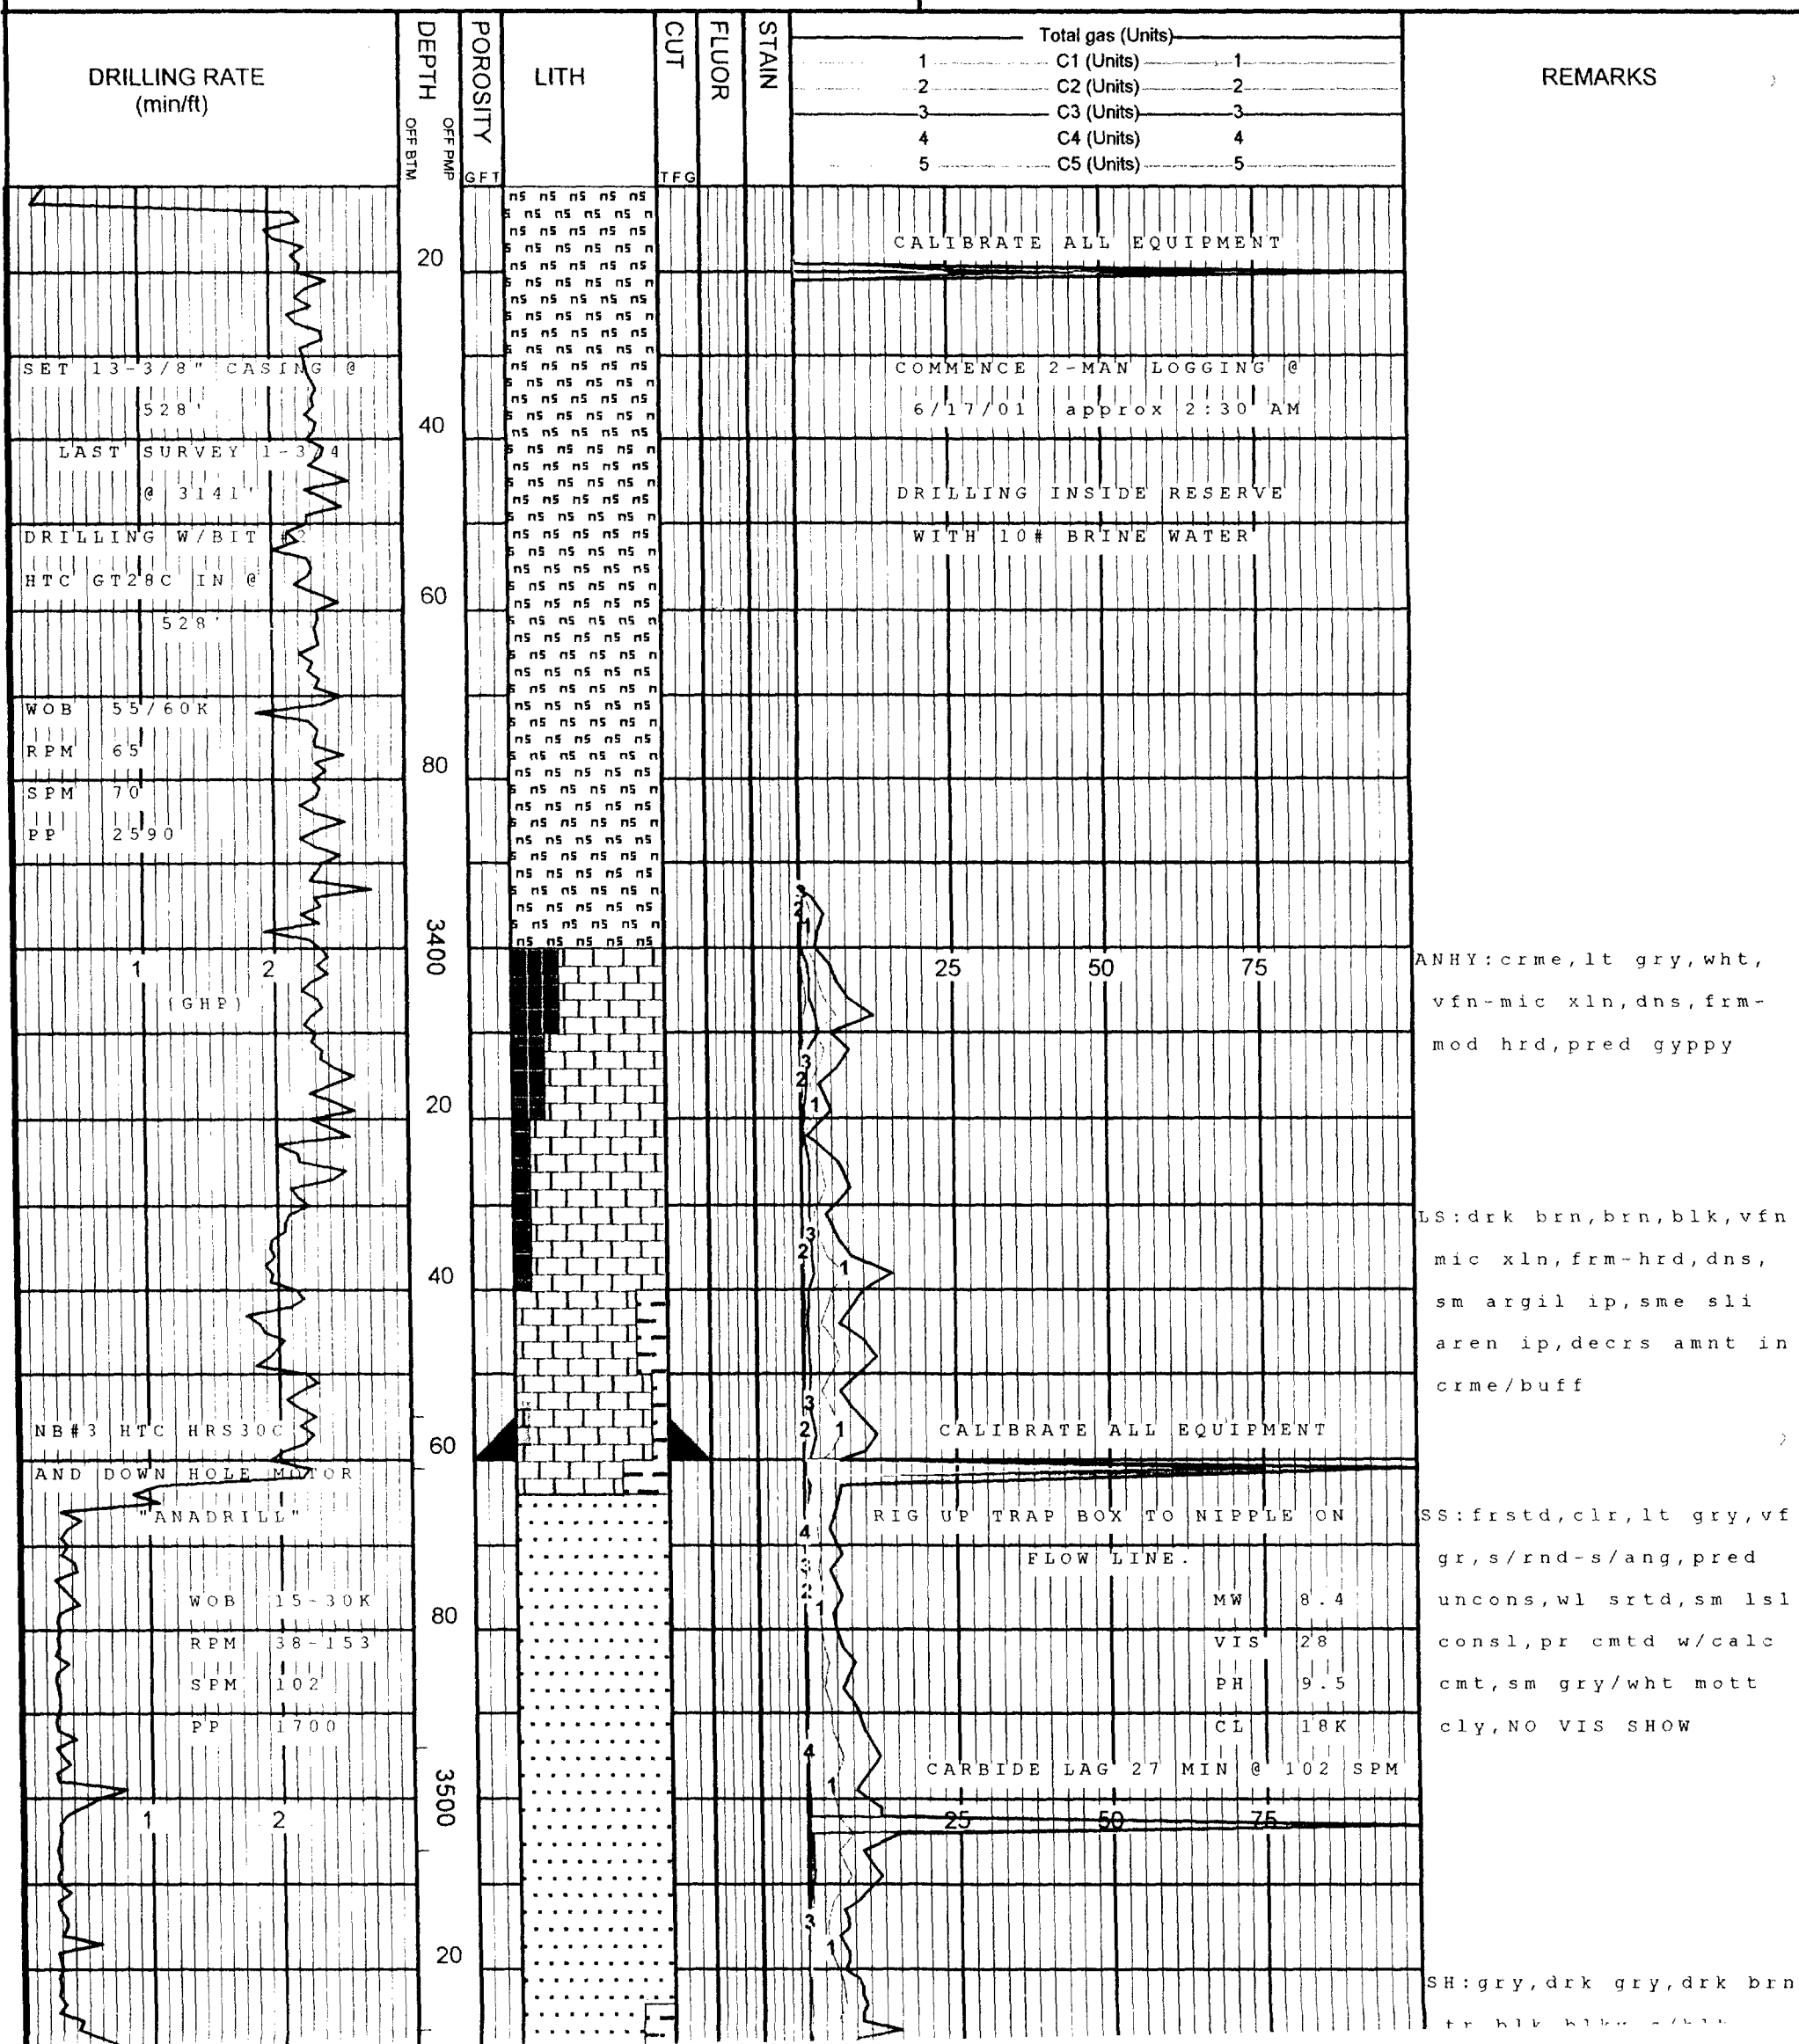 DRILLING RATE
(min/ft)
DEPTH
OFF BTM
OFF PMP
POROSITY
GFT
LITH
CUT
TFG
FLUOR
STAIN
Total gas (Units)
1 C1 (Units) 1
2 C2 (Units) 2
3 C3 (Units) 3
4 C4 (Units) 4
5 C5 (Units) 5
REMARKS
CALIBRATE ALL EQUIPMENT
20
SET 13-3/8" CASING @
528'
COMMENCE 2-MAN LOGGING @
6/17/01 approx 2:30 AM
40
LAST SURVEY 1-3/4
@ 3141'
DRILLING INSIDE RESERVE
WITH 10# BRINE WATER
DRILLING W/BIT #2
HTC GT28C IN @
528'
60
WOB 55/60K
RPM 65
SPM 70
PP 2590
80
3400
1 2
25 50 75
(GHP)
ANHY:crme,lt gry,wht,
vfn-mic xln,dns,frm-
mod hrd,pred gyppy
20
LS:drk brn,brn,blk,vfn
mic xln,frm-hrd,dns,
sm argil ip,sme sli
aren ip,decrs amnt in
crme/buff
40
NB#3 HTC HRS30C
AND DOWN HOLE MOTOR
"ANADRILL"
60
CALIBRATE ALL EQUIPMENT
RIG UP TRAP BOX TO NIPPLE ON
FLOW LINE.
SS:frstd,clr,lt gry,vf
gr,s/rnd-s/ang,pred
uncons,wl srtd,sm lsl
consl,pr cmtd w/calc
cmt,sm gry/wht mott
cly,NO VIS SHOW
WOB 15-30K
RPM 38-153
SPM 102
PP 1700
80
MW 8.4
VIS 28
PH 9.5
CL 18K
CARBIDE LAG 27 MIN @ 102 SPM
3500
1 2
25 50 75
20
SH:gry,drk gry,drk brn